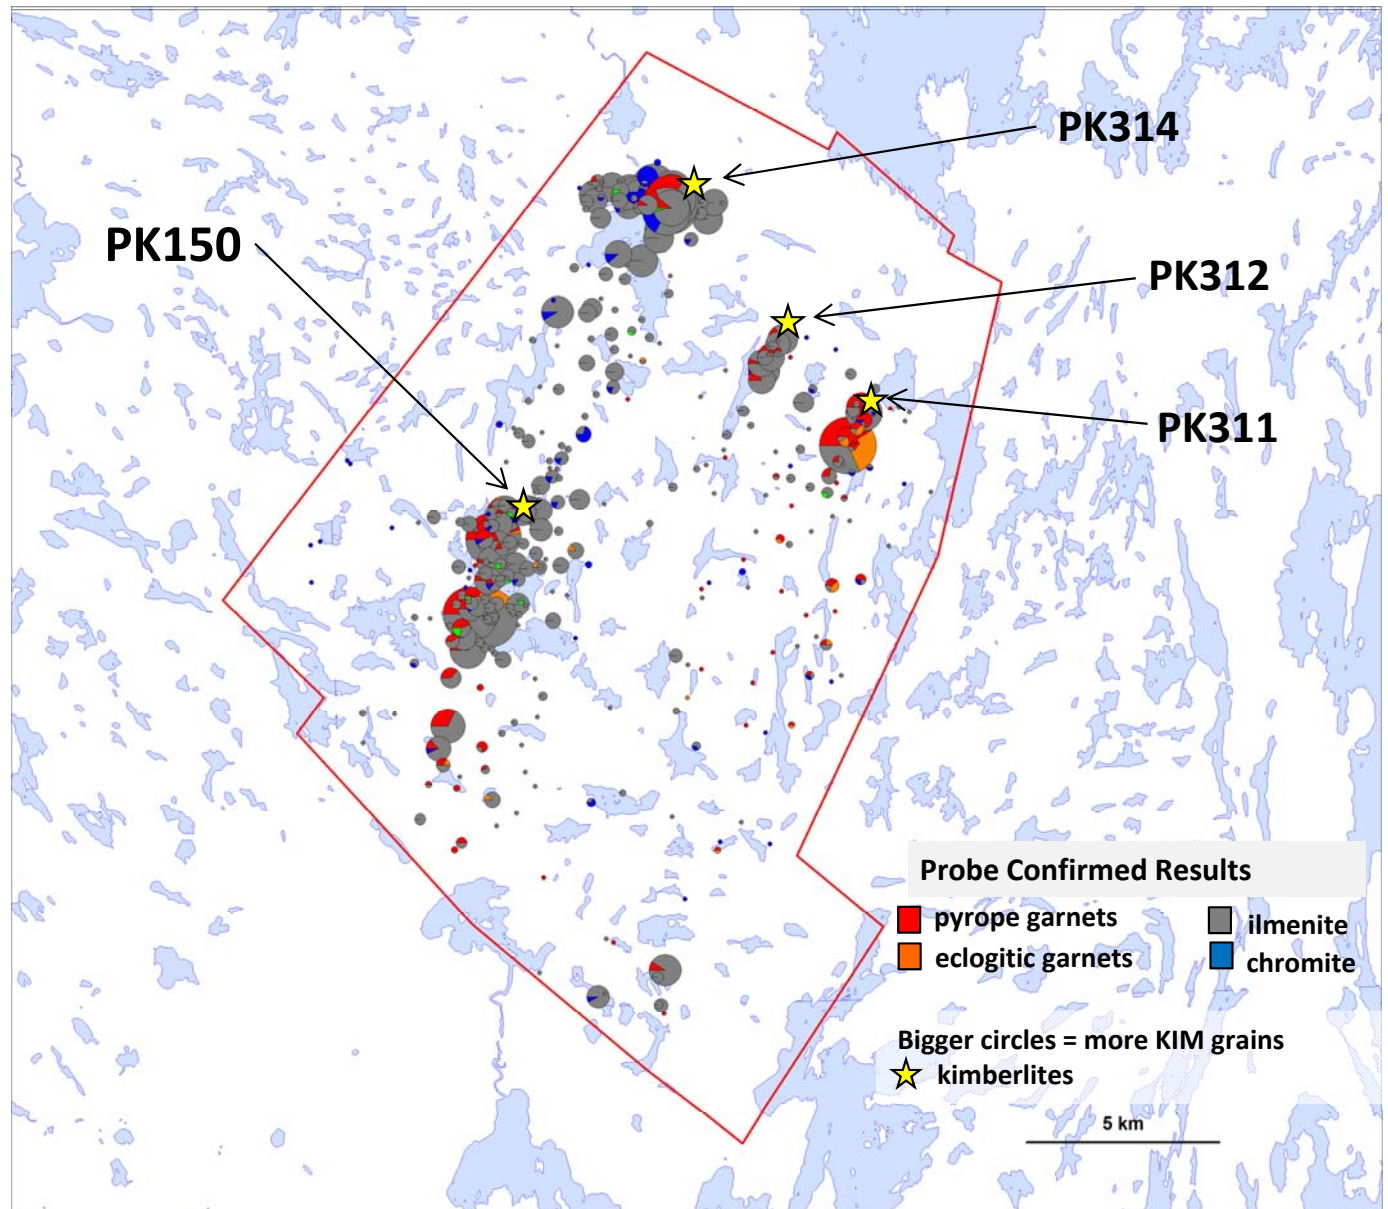 PK314
PK150
PK312
PK311
Probe Confirmed Results
pyrope garnets
ilmenite
eclogitic garnets
chromite
Bigger circles = more KIM grains
kimberlites
5 km